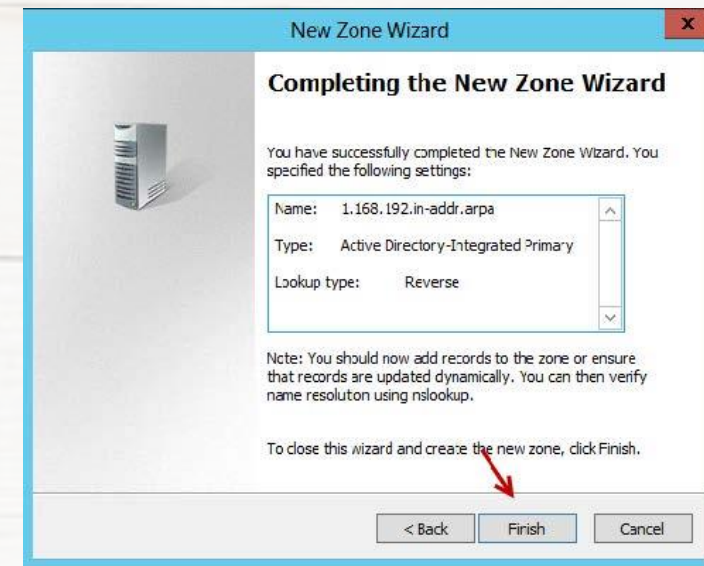 New Zone Wizard
x
Completing the New Zone Wizard
You have successfully completed the New Zone Wizard. You
specified the following settings:
Name: 1.168.192.in-addr.arpa
Type: Active Directory-Integrated Primary
Lookup type: Reverse
Note: You should now add records to the zone or ensure
that records are updated dynamically. You can then verify
name resoluton using nslookup.
To close this wizard and create the new zone, click Finish.
< Back
Finish
Cancel